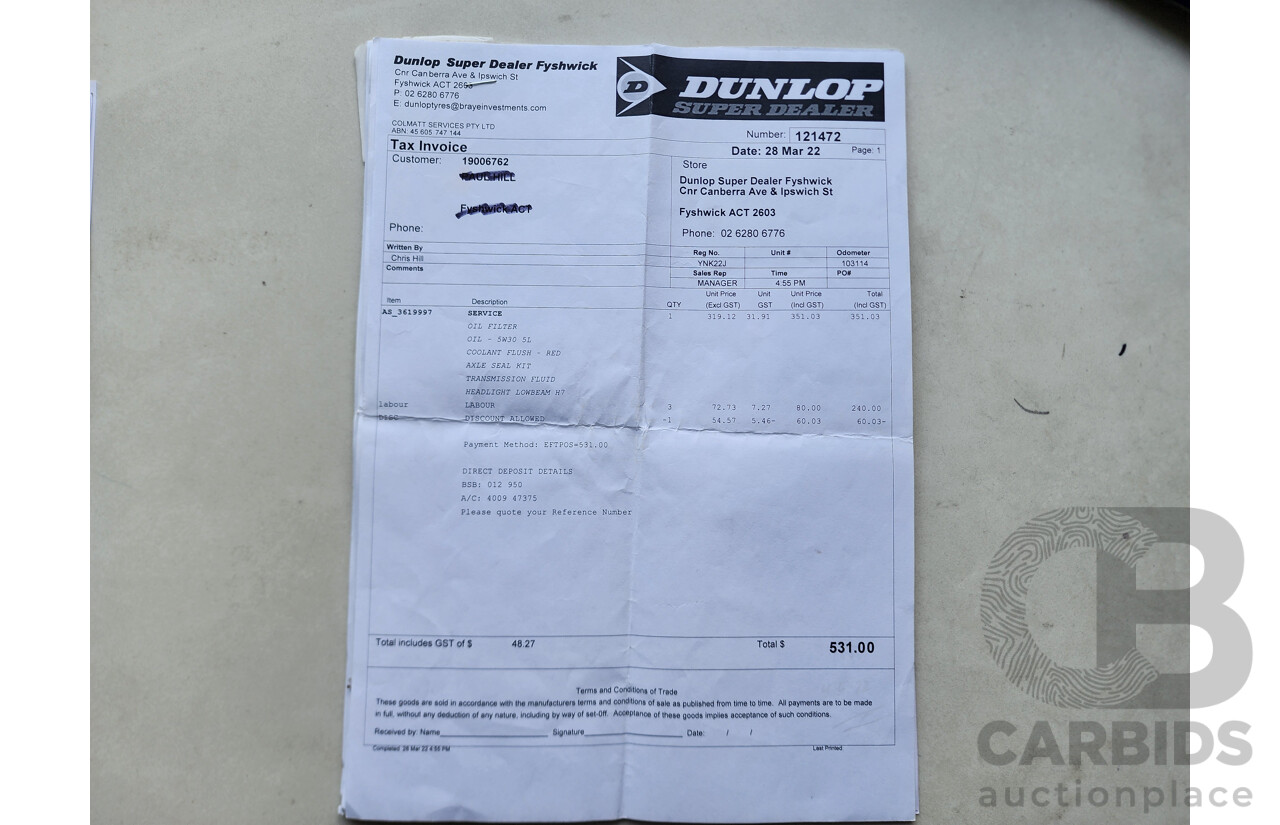 Dunlop Super Dealer Fyshwick
Cnr Canberra Ave & Ipswich St
Fyshwick ACT 2603
P: 02 6280 6776
E: dunloptyres@brayeinvestments.com
COLMATT SERVICES PTY LTD
ABN: 45 605 747 144
D DUNLOP
SUPER DEALER
Number: 121472
Tax Invoice
Date: 28 Mar 22 Page: 1
Customer: 19006762
Fyshwick ACT
Phone:
Store
Dunlop Super Dealer Fyshwick
Cnr Canberra Ave & Ipswich St
Fyshwick ACT 2603
Phone: 02 6280 6776
Written By
Chris Hill
Comments
Reg No. Unit # Odometer
YNK22J 103114
Sales Rep Time PO#
MANAGER 4:55 PM
Item Description QTY Unit Price (Excl GST) Unit GST Unit Price (Incl GST) Total (Incl GST)
AS_3619997 SERVICE 1 319.12 31.91 351.03 351.03
OIL FILTER
OIL - 5W30 5L
COOLANT FLUSH - RED
AXLE SEAL KIT
TRANSMISSION FLUID
HEADLIGHT LOWBEAM H7
labour LABOUR 3 72.73 7.27 80.00 240.00
DISC DISCOUNT ALLOWED -1 54.57 5.46- 60.03 60.03-
Payment Method: EFTPOS=531.00
DIRECT DEPOSIT DETAILS
BSB: 012 950
A/C: 4009 47375
Please quote your Reference Number
Total includes GST of $ 48.27 Total $ 531.00
Terms and Conditions of Trade
These goods are sold in accordance with the manufacturers terms and conditions of sale as published from time to time. All payments are to be made
in full, without any deduction of any nature, including by way of set-Off. Acceptance of these goods implies acceptance of such conditions.
Received by: Name Signature Date: / /
Completed: 28 Mar 22 4:55 PM Last Printed:
CB
CARBIDS
auctionplace